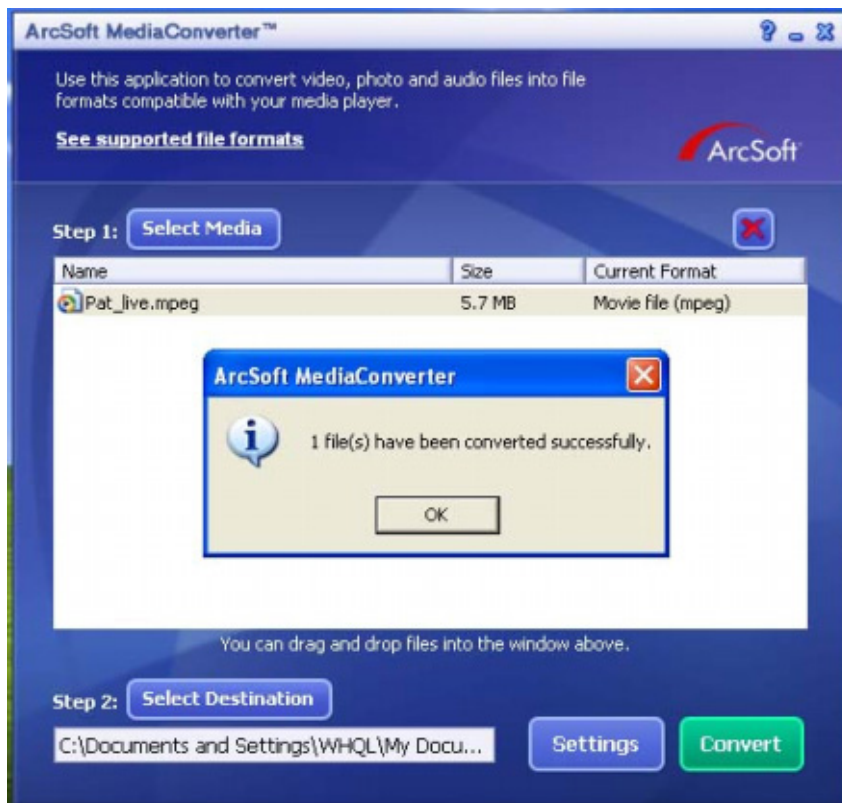 ArcSoft MediaConverter™
Use this application to convert video, photo and audio files into file
formats compatible with your media player.
See supported file formats
ArcSoft
Step 1: Select Media
Name Size Current Format
Pat_live.mpeg 5.7 MB Movie file (mpeg)
ArcSoft MediaConverter
1 file(s) have been converted successfully.
OK
You can drag and drop files into the window above.
Step 2: Select Destination
C:\Documents and Settings\WHQL\My Docu... Settings Convert